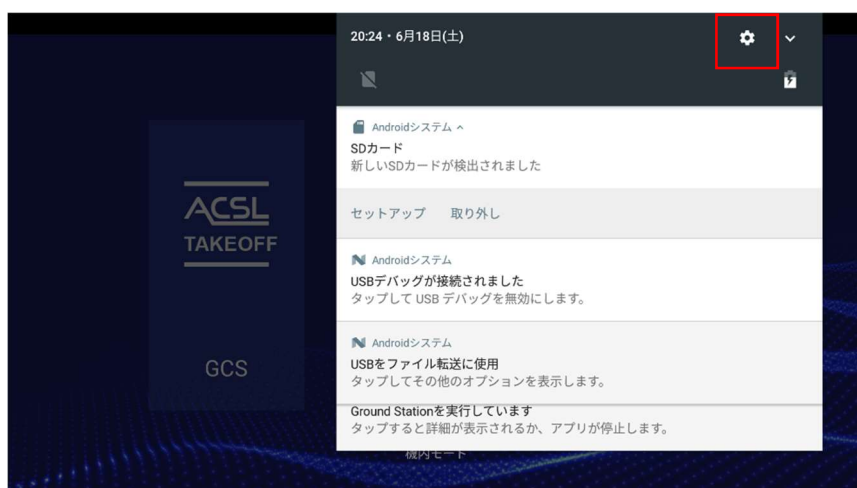 20:24・6月18日(土)
Androidシステム
SDカード
新しいSDカードが検出されました
セットアップ 取り外し
Androidシステム
USBデバッグが接続されました
タップして USB デバッグを無効にします。
Androidシステム
USBをファイル転送に使用
タップしてその他のオプションを表示します。
Ground Stationを実行しています
タップすると詳細が表示されるか、アプリが停止します。
機内モード
ACSL
TAKEOFF
GCS